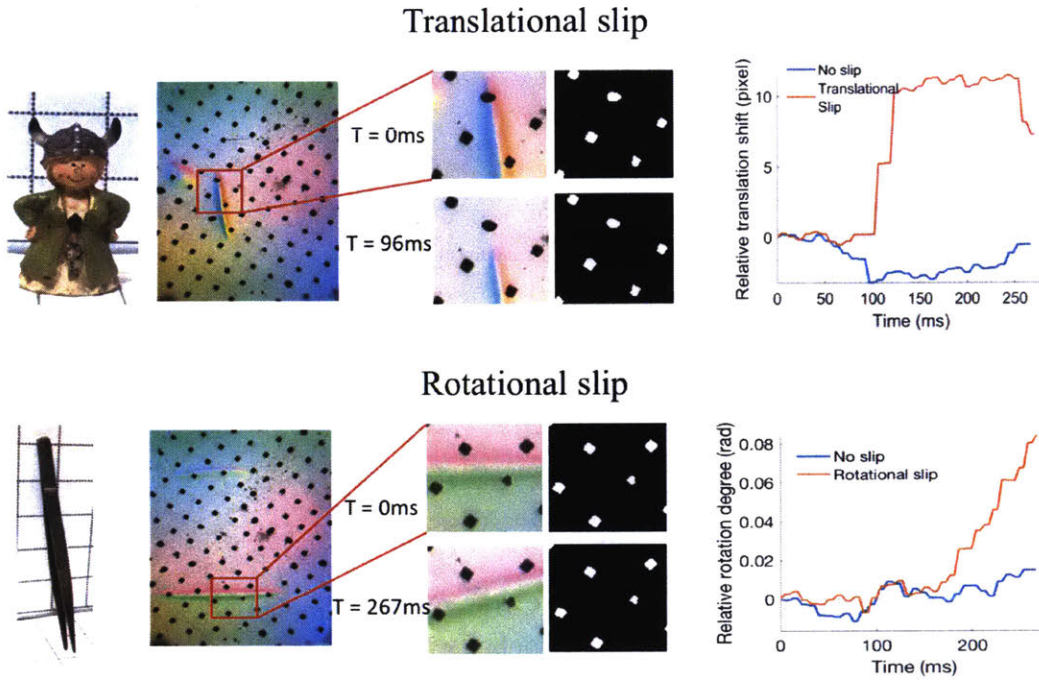 Translational slip
T = 0ms
T = 96ms
Relative translation shift (pixel)
10
5
0
No slip
Translational
Slip
0 50 100 150 200 250
Time (ms)
Rotational slip
T = 0ms
T = 267ms
Relative rotation degree (rad)
0.08
0.06
0.04
0.02
0
No slip
Rotational slip
0 100 200
Time (ms)